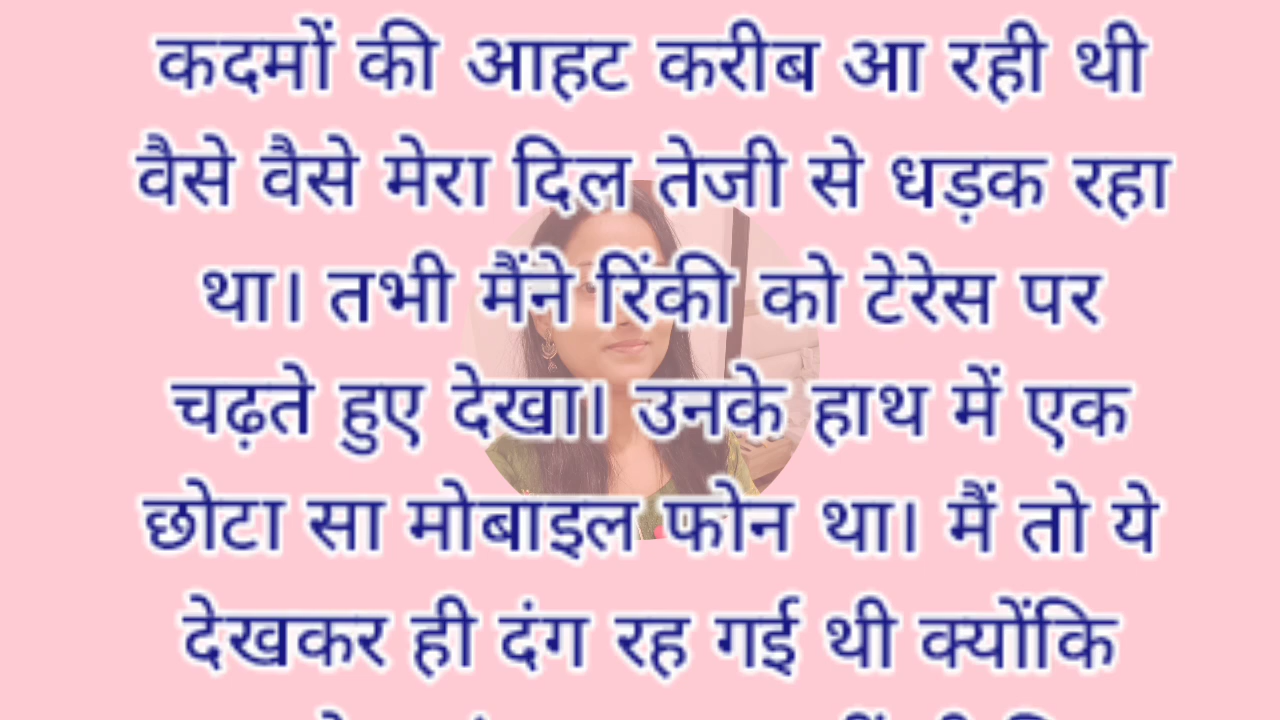 कदमों की आहट करीब आ रही थी
वैसे वैसे मेरा दिल तेजी से धड़क रहा
था। तभी मैंने रिंकी को टेरेस पर
चढ़ते हुए देखा। उनके हाथ में एक
छोटा सा मोबाइल फोन था। मैं तो ये
देखकर ही दंग रह गई थी क्योंकि